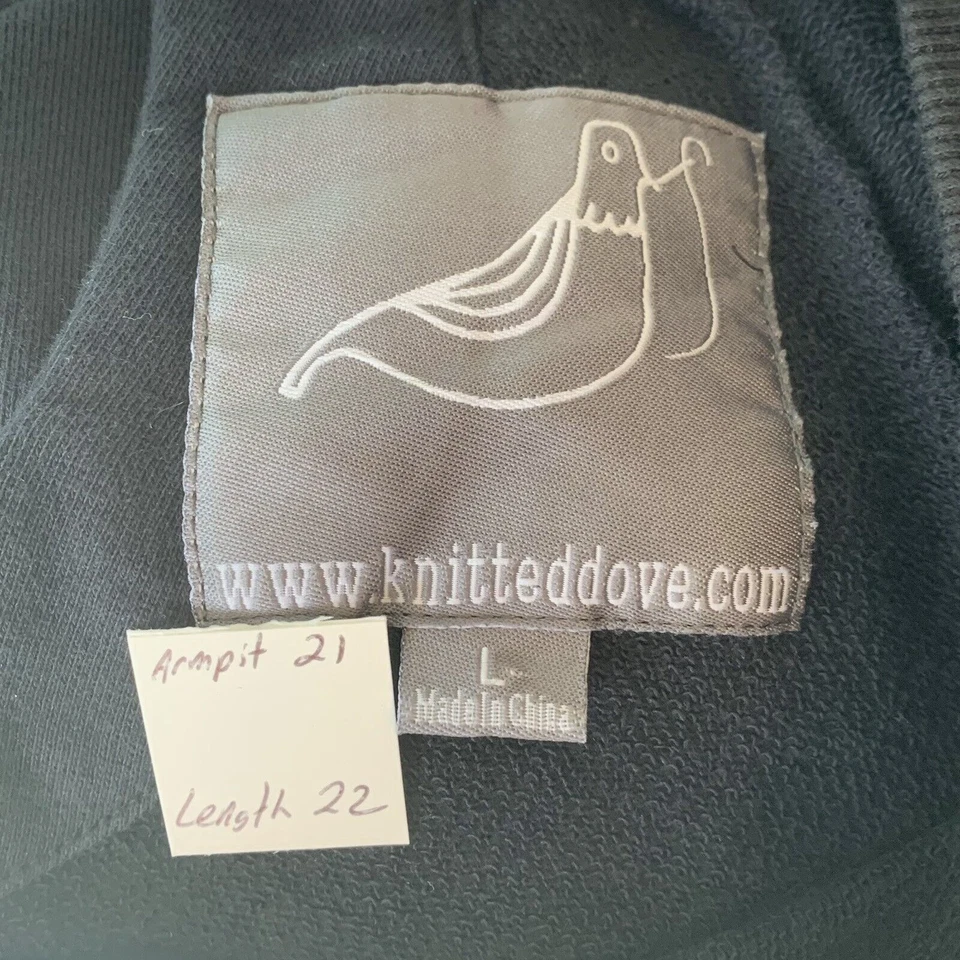 www.knitteddove.com
L
Made In China
Armpit 21
Length 22